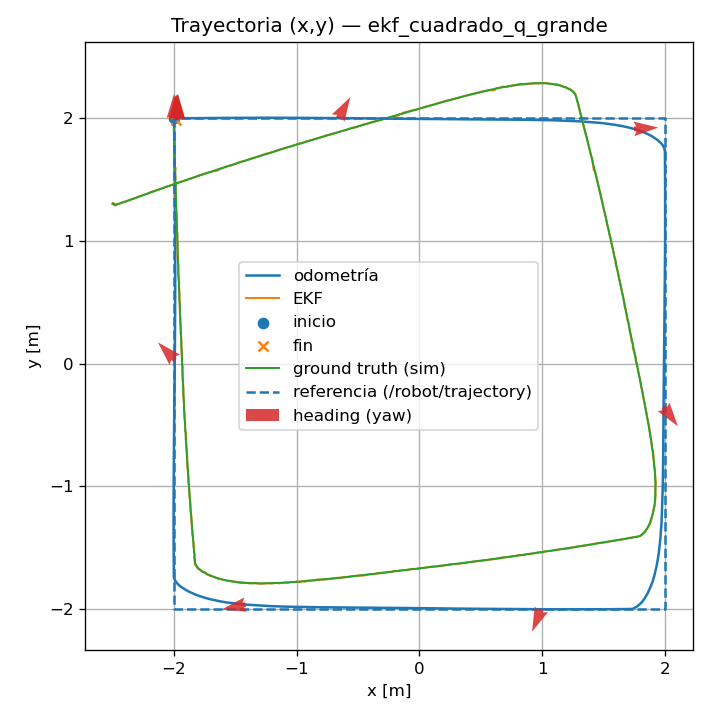 Trayectoria (x,y) — ekf_cuadrado_q_grande
y [m]
2
1
0
−1
−2
odometría
EKF
inicio
fin
ground truth (sim)
referencia (/robot/trajectory)
heading (yaw)
−2
−1
0
1
2
x [m]